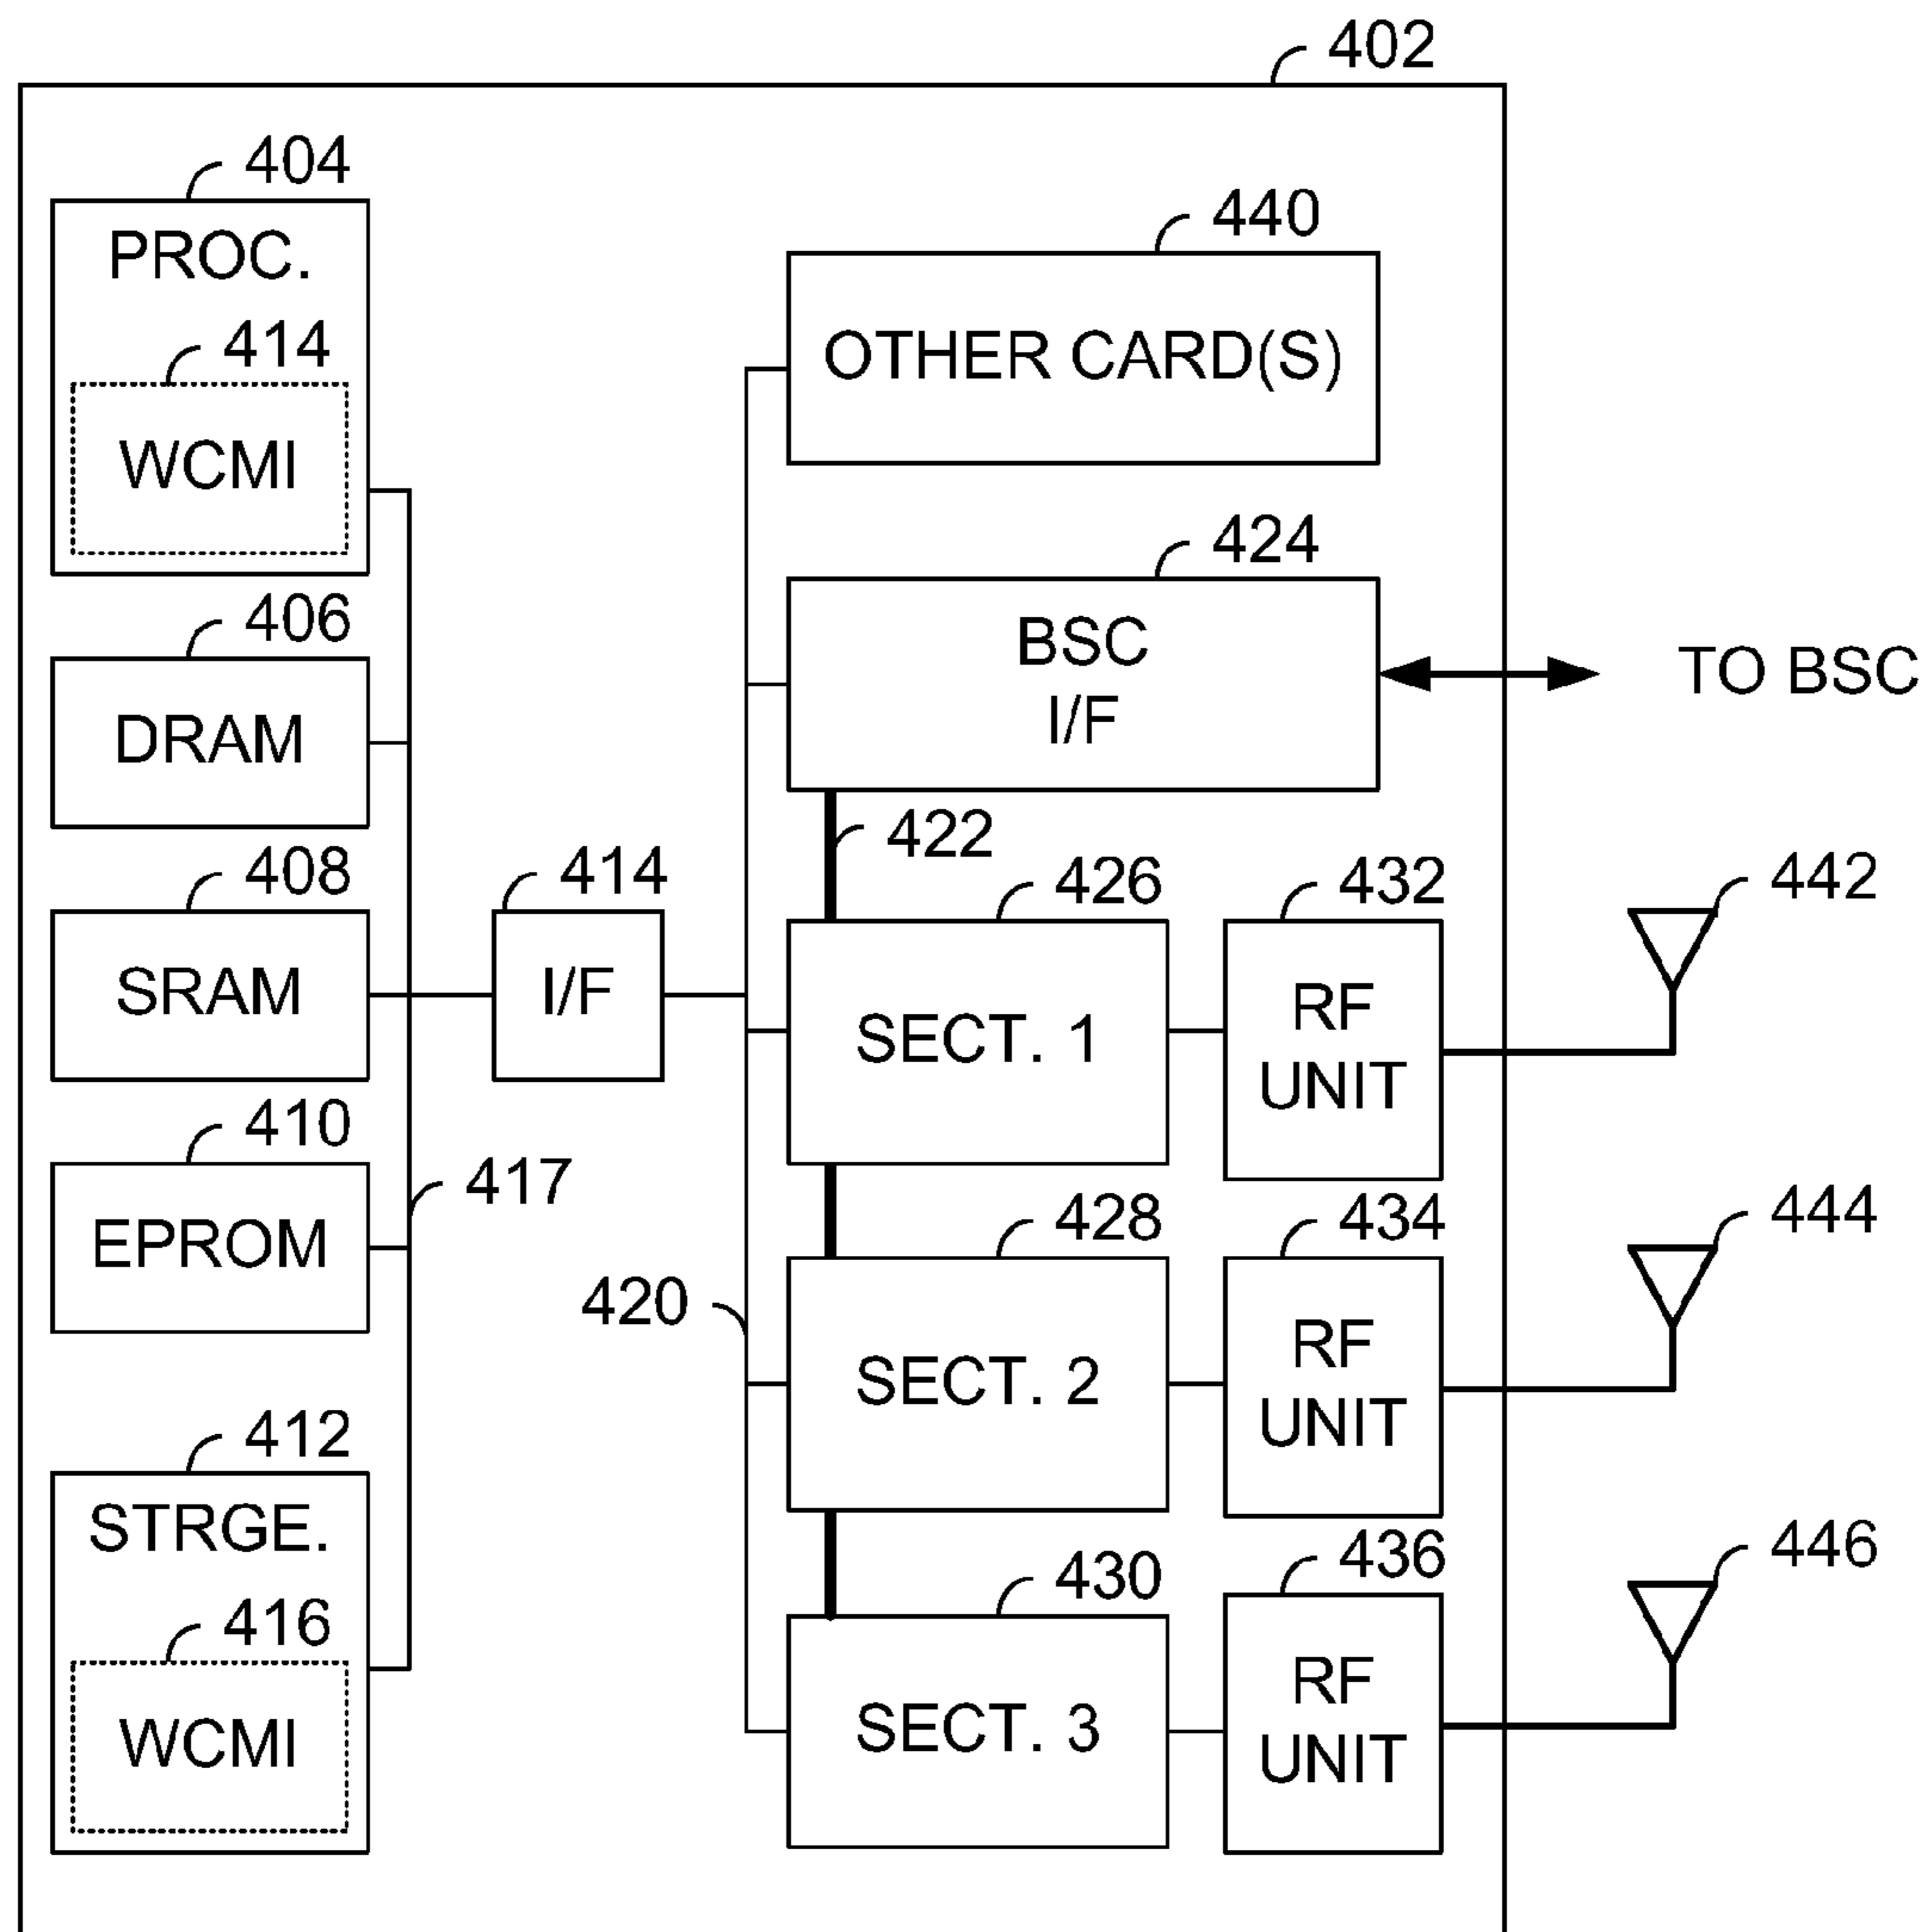 402
404
PROC.
414
WCMI
440
OTHER CARD(S)
406
DRAM
424
BSC
I/F
TO BSC
408
SRAM
414
I/F
422
426
SECT. 1
432
RF
UNIT
442
410
EPROM
417
420
428
SECT. 2
434
RF
UNIT
444
412
STRGE.
416
WCMI
430
SECT. 3
436
RF
UNIT
446